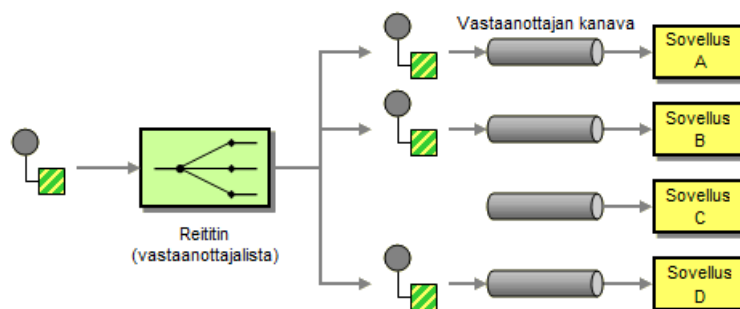 Vastaanottajan kanava
Sovellus
A
Sovellus
B
Sovellus
C
Sovellus
D
Reititin
(vastaanottajalista)